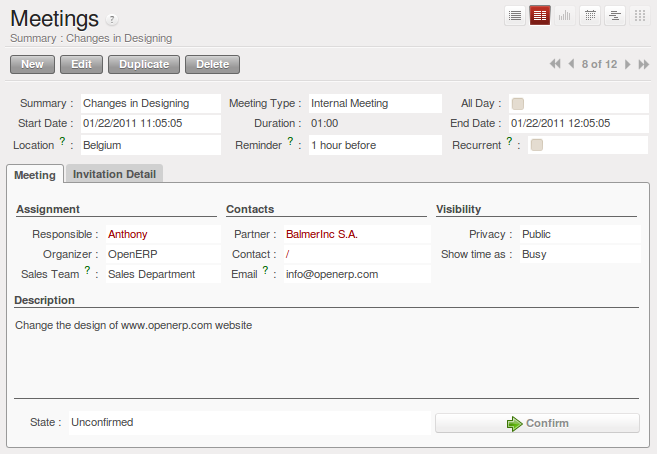 Meetings ?
Summary : Changes in Designing
New Edit Duplicate Delete 8 of 12
Summary : Changes in Designing Meeting Type : Internal Meeting All Day :
Start Date : 01/22/2011 11:05:05 Duration : 01:00 End Date : 01/22/2011 12:05:05
Location ? : Belgium Reminder ? : 1 hour before Recurrent ? :
Meeting Invitation Detail
Assignment Contacts Visibility
Responsible : Anthony Partner : BalmerInc S.A. Privacy : Public
Organizer : OpenERP Contact : / Show time as : Busy
Sales Team ? : Sales Department Email ? : info@openerp.com
Description
Change the design of www.openerp.com website
State : Unconfirmed Confirm